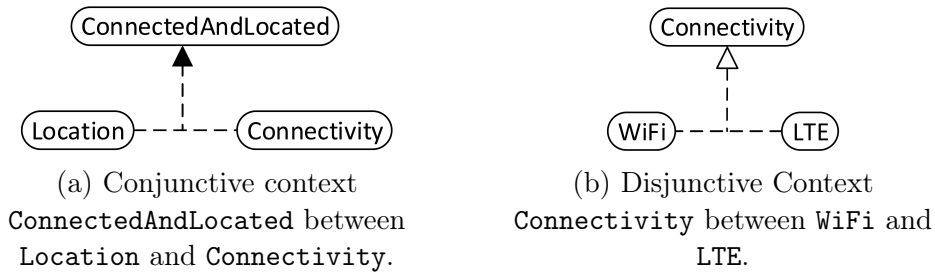 ConnectedAndLocated
Location
Connectivity
(a) Conjunctive context
ConnectedAndLocated between
Location and Connectivity.
Connectivity
WiFi
LTE
(b) Disjunctive Context
Connectivity between WiFi and
LTE.